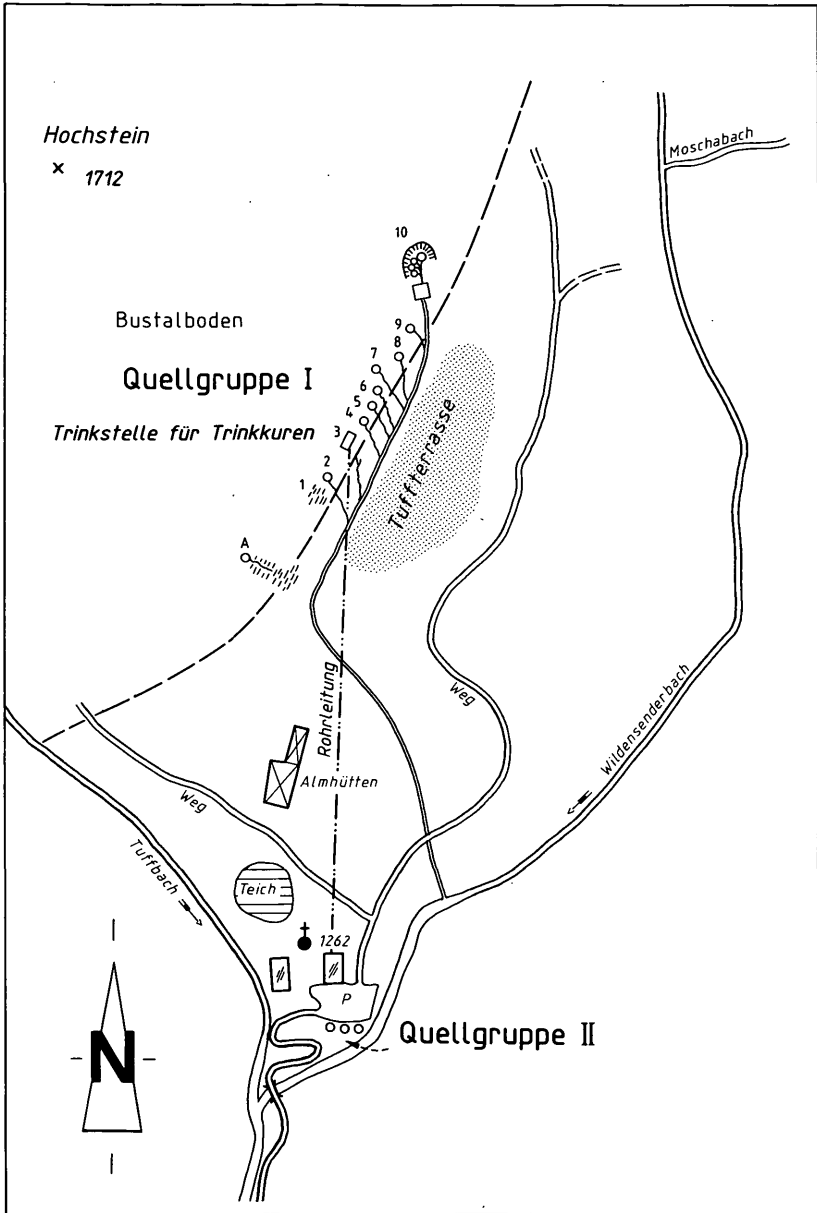 Hochstein
× 1712
Moschabach
10
Bustalboden
9
8
7
Quellgruppe I
6
5
4
Trinkstelle für Trinkkuren
3
2
1
Tuffterrasse
A
Rohrleitung
Weg
Wildensenderbach
Almhütten
Weg
Tuffbach
Teich
1262
P
Quellgruppe II
N